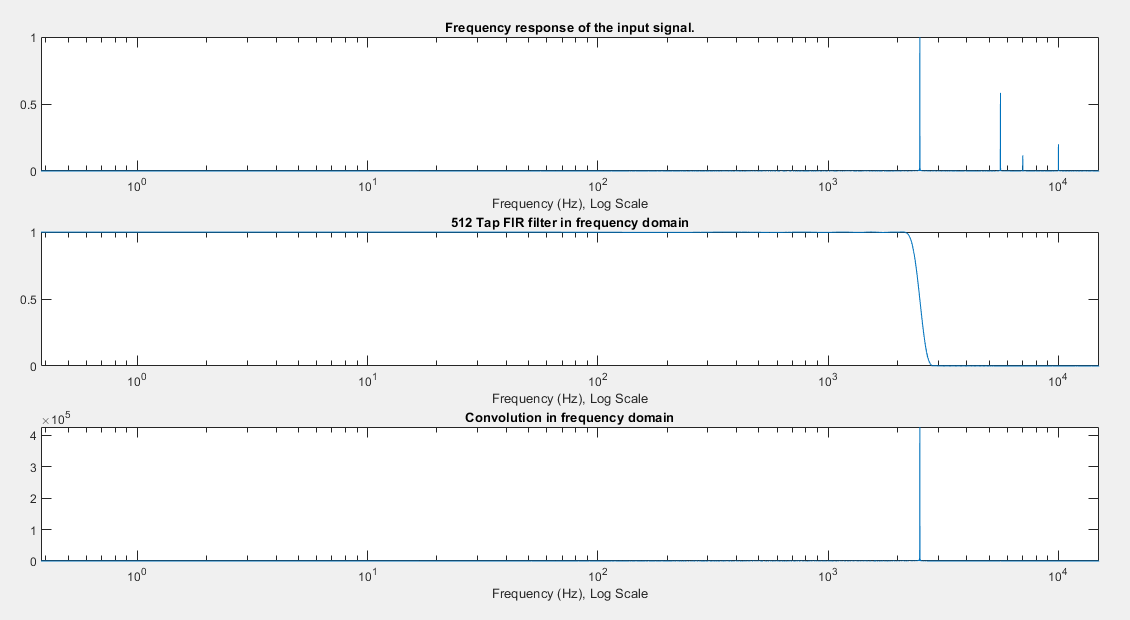 Frequency response of the input signal.
1
0.5
0
10^0 10^1 10^2 10^3 10^4
Frequency (Hz), Log Scale
512 Tap FIR filter in frequency domain
1
0.5
0
10^0 10^1 10^2 10^3 10^4
Frequency (Hz), Log Scale
Convolution in frequency domain
×10^5
4
3
2
1
0
10^0 10^1 10^2 10^3 10^4
Frequency (Hz), Log Scale